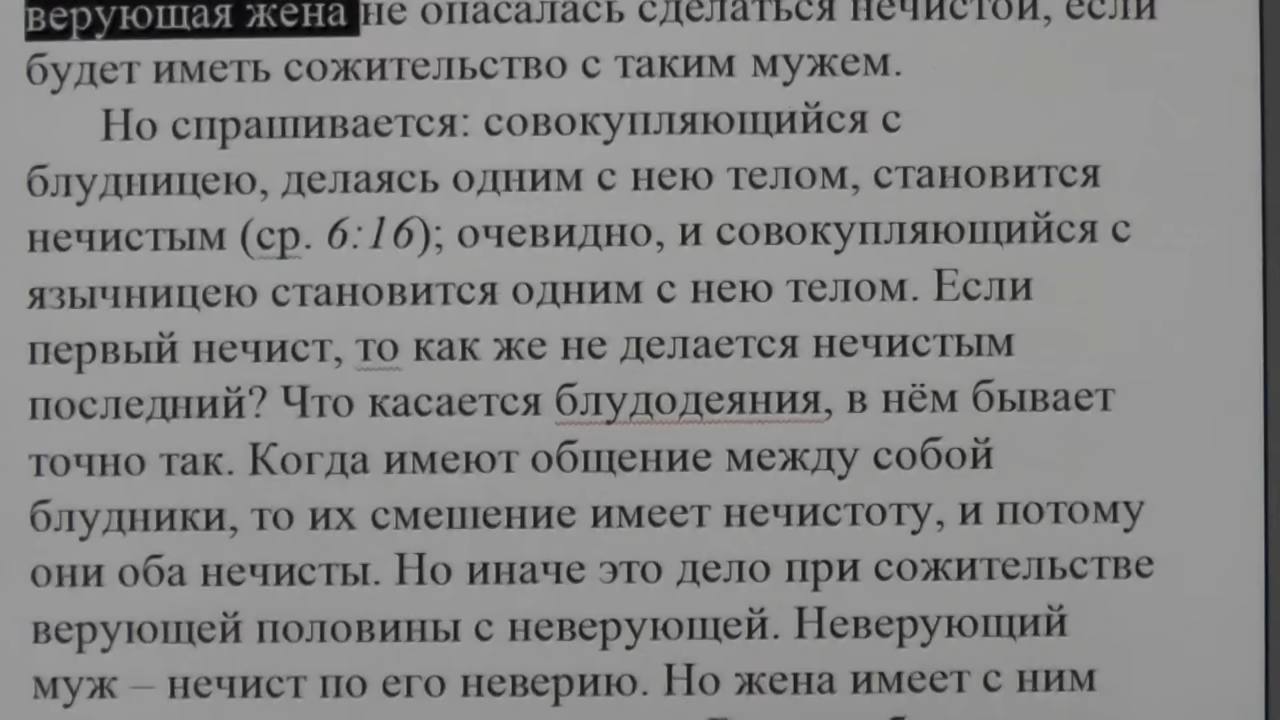 верующая жена не опасалась сделаться нечистой, если
будет иметь сожительство с таким мужем.
Но спрашивается: совокупляющийся с
блудницею, делаясь одним с нею телом, становится
нечистым (ср. 6:16); очевидно, и совокупляющийся с
язычницею становится одним с нею телом. Если
первый нечист, то как же не делается нечистым
последний? Что касается блудодеяния, в нём бывает
точно так. Когда имеют общение между собой
блудники, то их смешение имеет нечистоту, и потому
они оба нечисты. Но иначе это дело при сожительстве
верующей половины с неверующей. Неверующий
муж – нечист по его неверию. Но жена имеет с ним